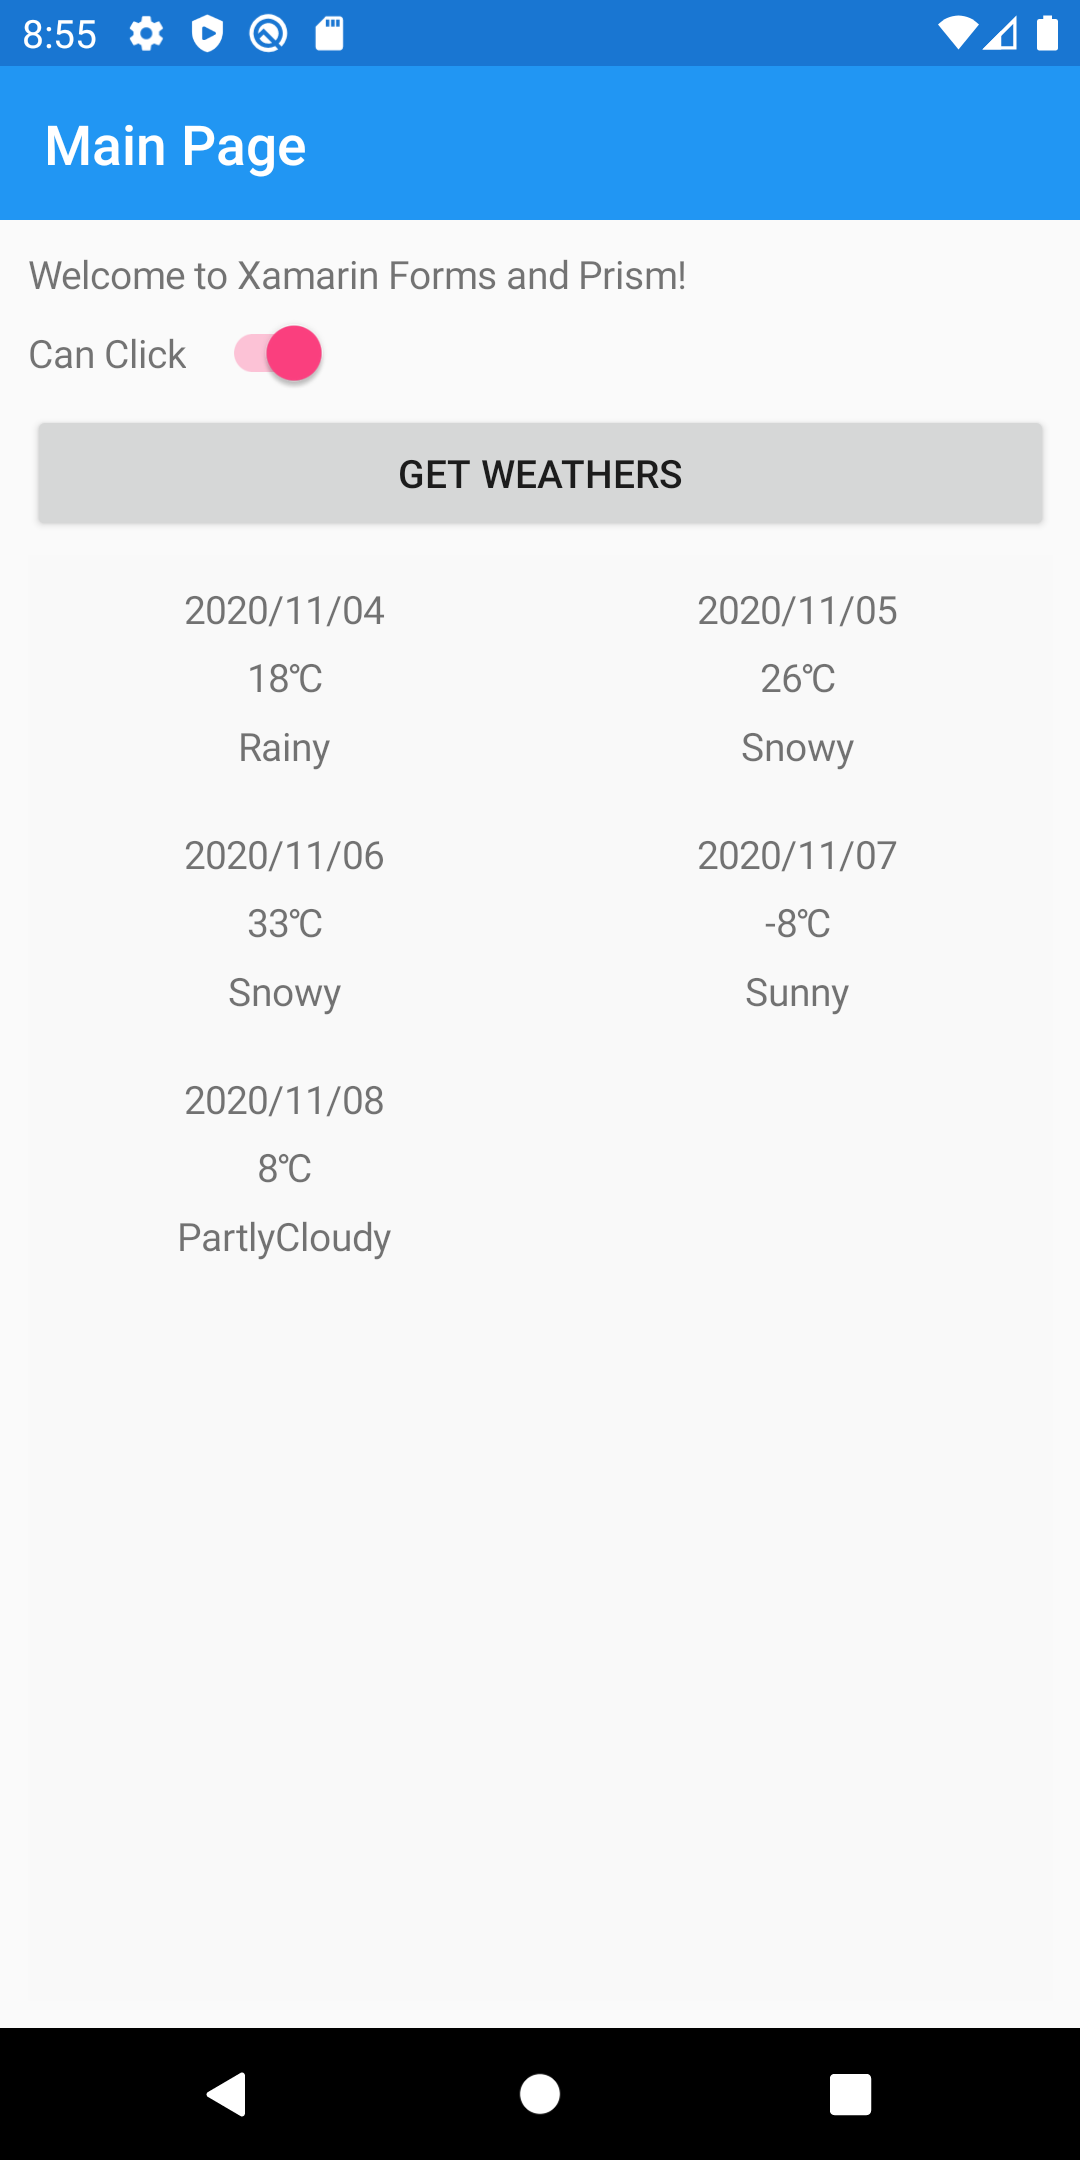 8:55
Main Page
Welcome to Xamarin Forms and Prism!
Can Click
GET WEATHERS
2020/11/04
18℃
Rainy
2020/11/05
26℃
Snowy
2020/11/06
33℃
Snowy
2020/11/07
-8℃
Sunny
2020/11/08
8℃
PartlyCloudy